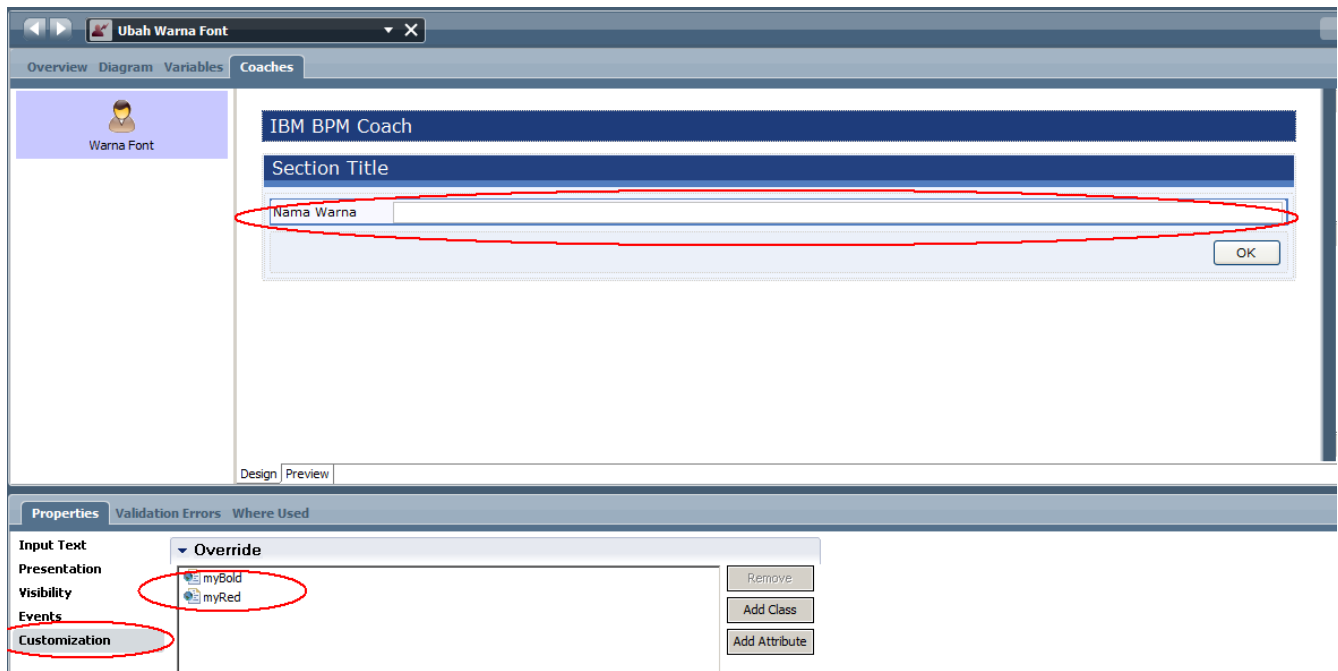 Ubah Warna Font
Overview Diagram Variables Coaches
Warna Font
IBM BPM Coach
Section Title
Nama Warna
OK
Design Preview
Properties Validation Errors Where Used
Input Text
Presentation
Visibility
Events
Customization
Override
myBold
myRed
Remove
Add Class
Add Attribute